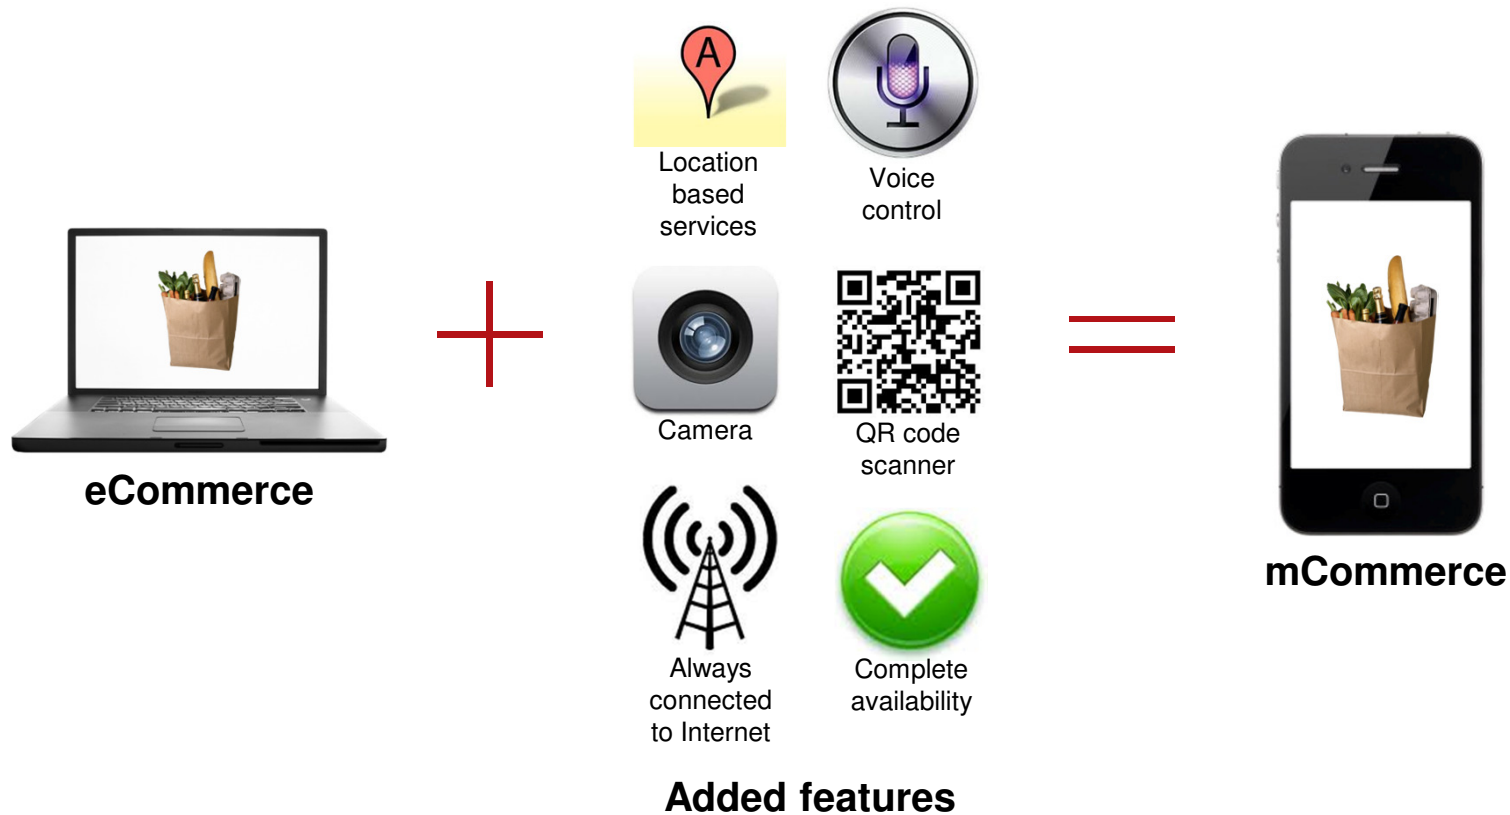 A
Location
based
services
Voice
control
Camera
QR code
scanner
eCommerce
mCommerce
Always
connected
to Internet
Complete
availability
Added features